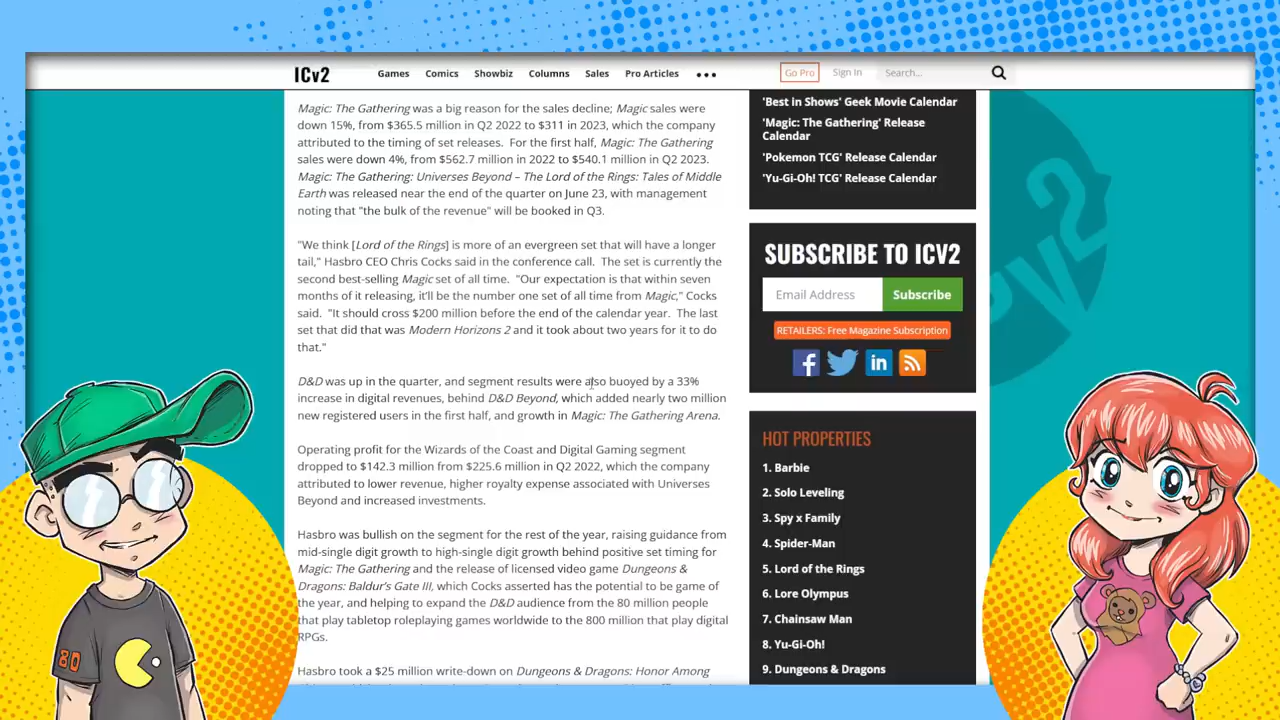 ICv2
Games
Comics
Showbiz
Columns
Sales
Pro Articles
•••
Go Pro
Sign In
Search...
Magic: The Gathering was a big reason for the sales decline; Magic sales were
down 15%, from $365.5 million in Q2 2022 to $311 in 2023, which the company
attributed to the timing of set releases.  For the first half, Magic: The Gathering
sales were down 4%, from $562.7 million in 2022 to $540.1 million in Q2 2023.
Magic: The Gathering: Universes Beyond – The Lord of the Rings: Tales of Middle
Earth was released near the end of the quarter on June 23, with management
noting that "the bulk of the revenue" will be booked in Q3.
"We think [Lord of the Rings] is more of an evergreen set that will have a longer
tail," Hasbro CEO Chris Cocks said in the conference call.  The set is currently the
second best-selling Magic set of all time.  "Our expectation is that within seven
months of it releasing, it'll be the number one set of all time from Magic," Cocks
said.  "It should cross $200 million before the end of the calendar year.  The last
set that did that was Modern Horizons 2 and it took about two years for it to do
that."
D&D was up in the quarter, and segment results were also buoyed by a 33%
increase in digital revenues, behind D&D Beyond, which added nearly two million
new registered users in the first half, and growth in Magic: The Gathering Arena.
Operating profit for the Wizards of the Coast and Digital Gaming segment
dropped to $142.3 million from $225.6 million in Q2 2022, which the company
attributed to lower revenue, higher royalty expense associated with Universes
Beyond and increased investments.
Hasbro was bullish on the segment for the rest of the year, raising guidance from
mid-single digit growth to high-single digit growth behind positive set timing for
Magic: The Gathering and the release of licensed video game Dungeons &
Dragons: Baldur's Gate III, which Cocks asserted has the potential to be game of
the year, and helping to expand the D&D audience from the 80 million people
that play tabletop roleplaying games worldwide to the 800 million that play digital
RPGs.
Hasbro took a $25 million write-down on Dungeons & Dragons: Honor Among
'Best in Shows' Geek Movie Calendar
'Magic: The Gathering' Release
Calendar
'Pokemon TCG' Release Calendar
'Yu-Gi-Oh! TCG' Release Calendar
SUBSCRIBE TO ICV2
Email Address
Subscribe
RETAILERS: Free Magazine Subscription
HOT PROPERTIES
1. Barbie
2. Solo Leveling
3. Spy x Family
4. Spider-Man
5. Lord of the Rings
6. Lore Olympus
7. Chainsaw Man
8. Yu-Gi-Oh!
9. Dungeons & Dragons
80